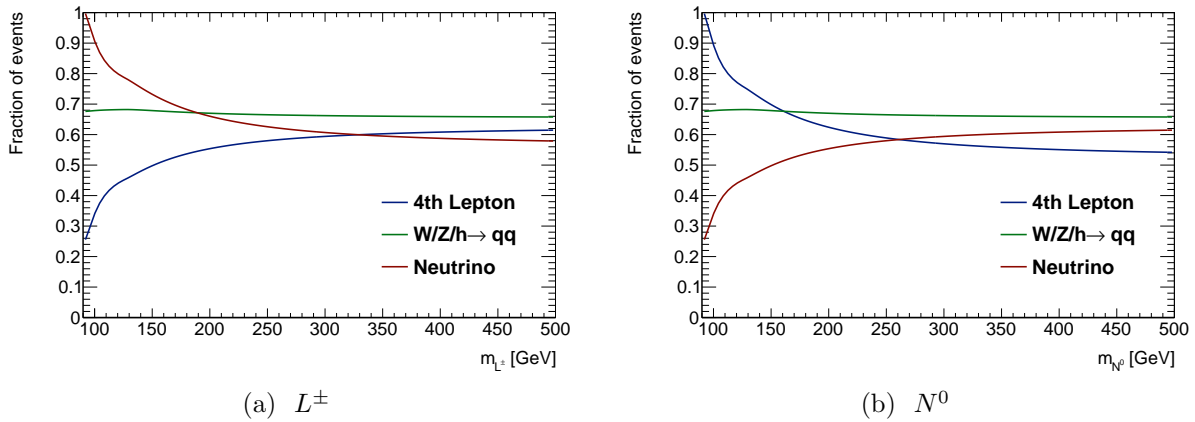 Fraction of events
1
0.9
0.8
0.7
0.6
0.5
0.4
0.3
0.2
0.1
0
100 150 200 250 300 350 400 450 500
4th Lepton
W/Z/h→ qq
Neutrino
m_{L^±} [GeV]
(a) L^±
Fraction of events
1
0.9
0.8
0.7
0.6
0.5
0.4
0.3
0.2
0.1
0
100 150 200 250 300 350 400 450 500
4th Lepton
W/Z/h→ qq
Neutrino
m_{N^0} [GeV]
(b) N^0